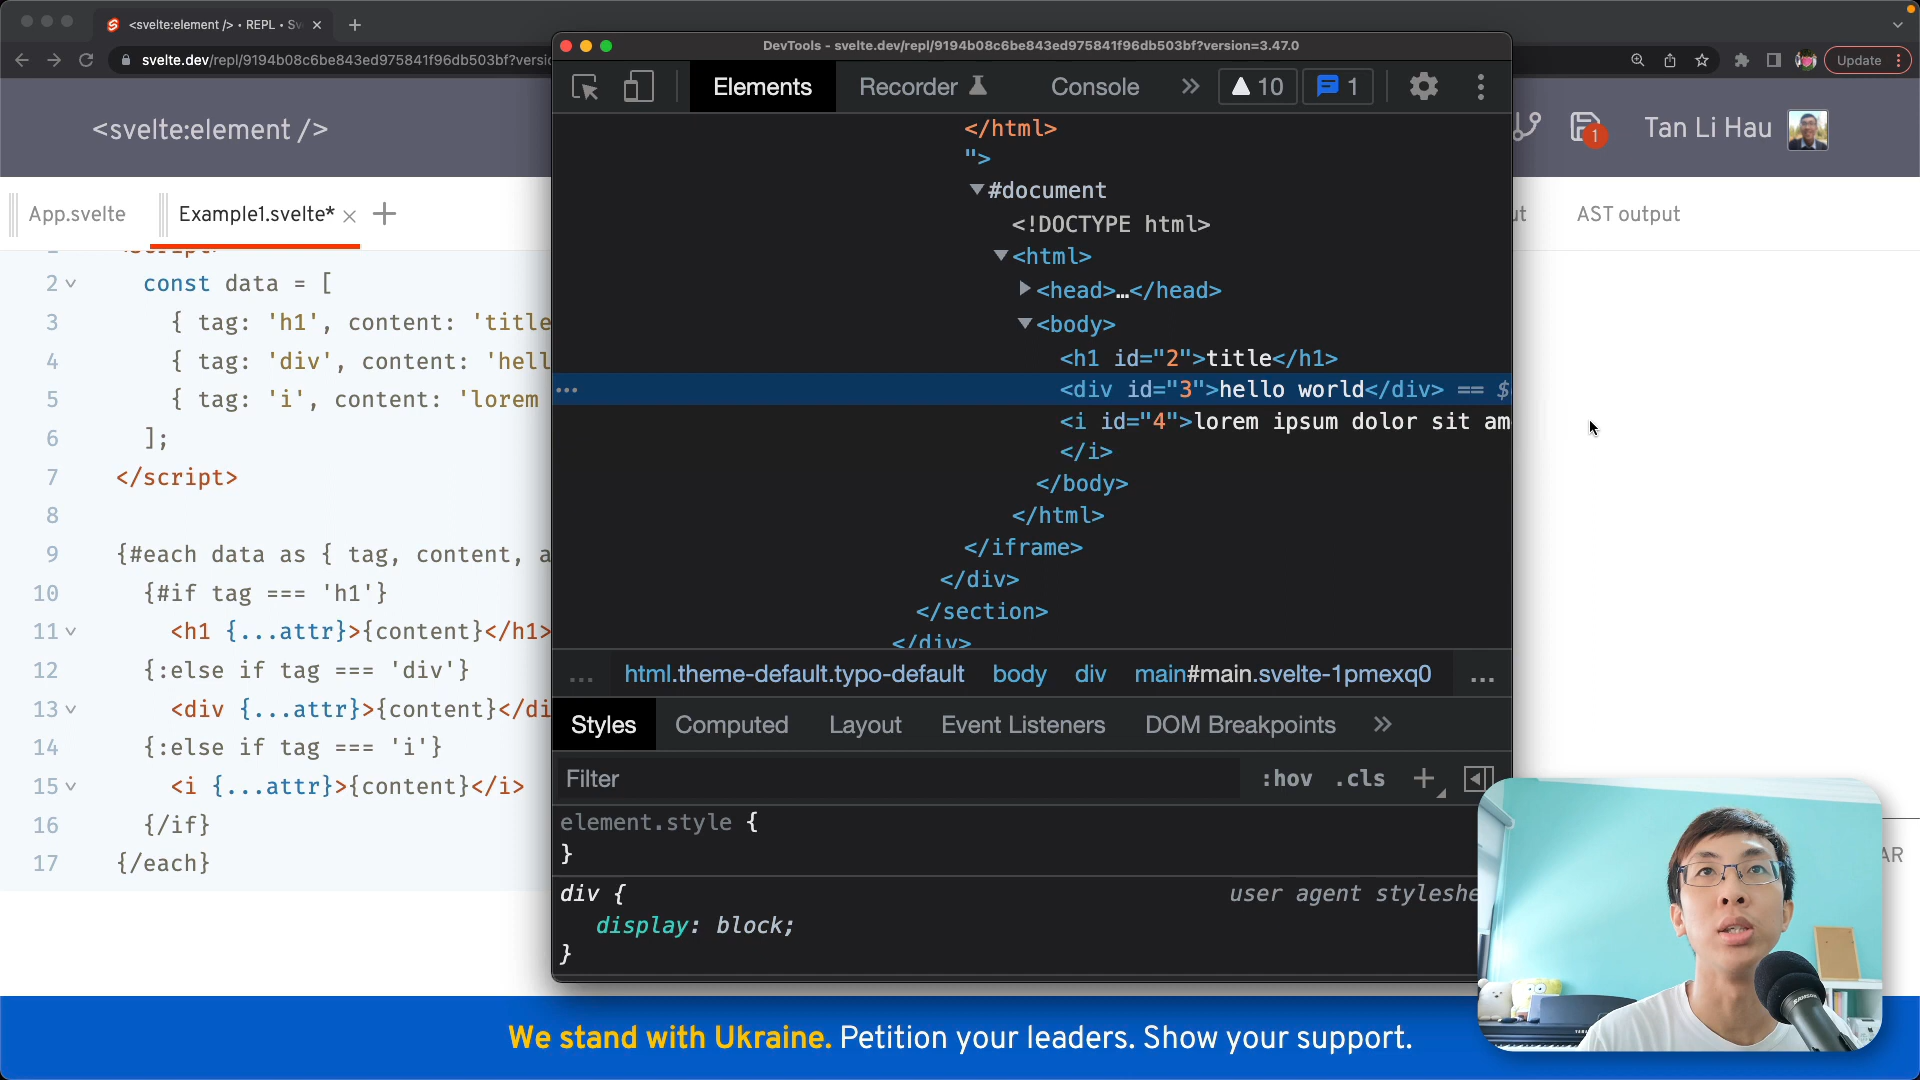 <svelte:element /> • REPL • Sv
svelte.dev/repl/9194b08c6be843ed975841f96db503bf?versio
Update
DevTools - svelte.dev/repl/9194b08c6be843ed975841f96db503bf?version=3.47.0
Elements Recorder Console » 10 1
<svelte:element />
1 Tan Li Hau
App.svelte Example1.svelte* × +
ut AST output
<script>
2 const data = [
3 { tag: 'h1', content: 'title
4 { tag: 'div', content: 'hell
5 { tag: 'i', content: 'lorem
6 ];
7 </script>
8
9 {#each data as { tag, content, a
10 {#if tag === 'h1'}
11 <h1 {...attr}>{content}</h1>
12 {:else if tag === 'div'}
13 <div {...attr}>{content}</di
14 {:else if tag === 'i'}
15 <i {...attr}>{content}</i>
16 {/if}
17 {/each}
</html>
">
#document
<!DOCTYPE html>
<html>
<head>…</head>
<body>
<h1 id="2">title</h1>
… <div id="3">hello world</div> == $
<i id="4">lorem ipsum dolor sit am
</i>
</body>
</html>
</iframe>
</div>
</section>
</div>
… html.theme-default.typo-default body div main#main.svelte-1pmexq0 …
Styles Computed Layout Event Listeners DOM Breakpoints »
Filter :hov .cls +
element.style {
}
div { user agent styleshe
display: block;
}
AR
SAMSON
We stand with Ukraine. Petition your leaders. Show your support.